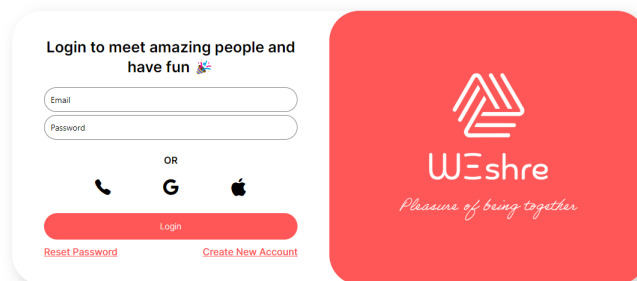 Login to meet amazing people and
have fun 🎉
Email
Password
OR
G
Login
Reset Password
Create New Account
WEshre
Pleasure of being together